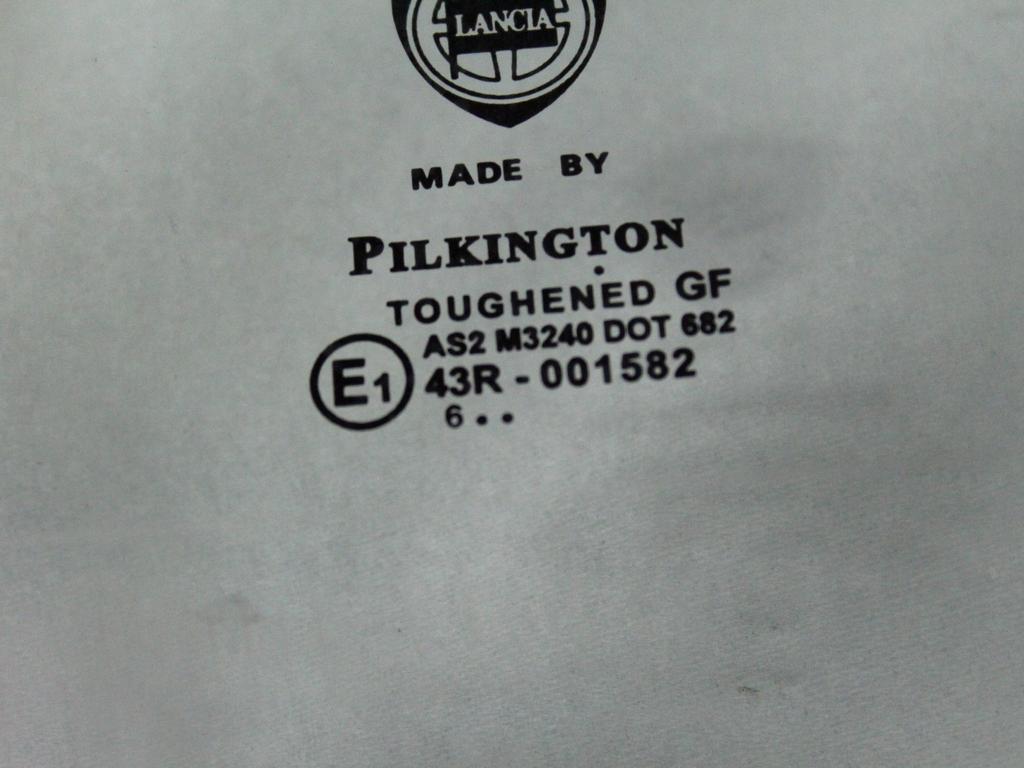 LANCIA
MADE BY
PILKINGTON
TOUGHENED GF
AS2 M3240 DOT 682
E1 43R - 001582
6 • •